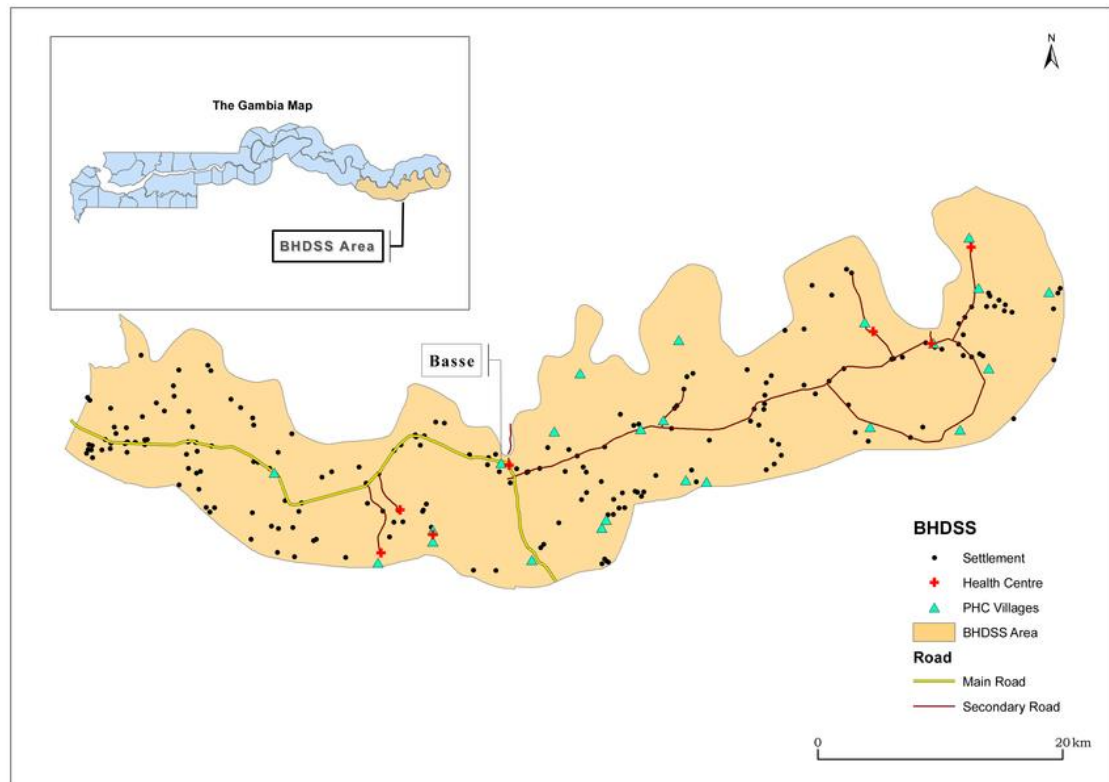 N
The Gambia Map
BHDSS Area
Basse
BHDSS
Settlement
Health Centre
PHC Villages
BHDSS Area
Road
Main Road
Secondary Road
0
20 km